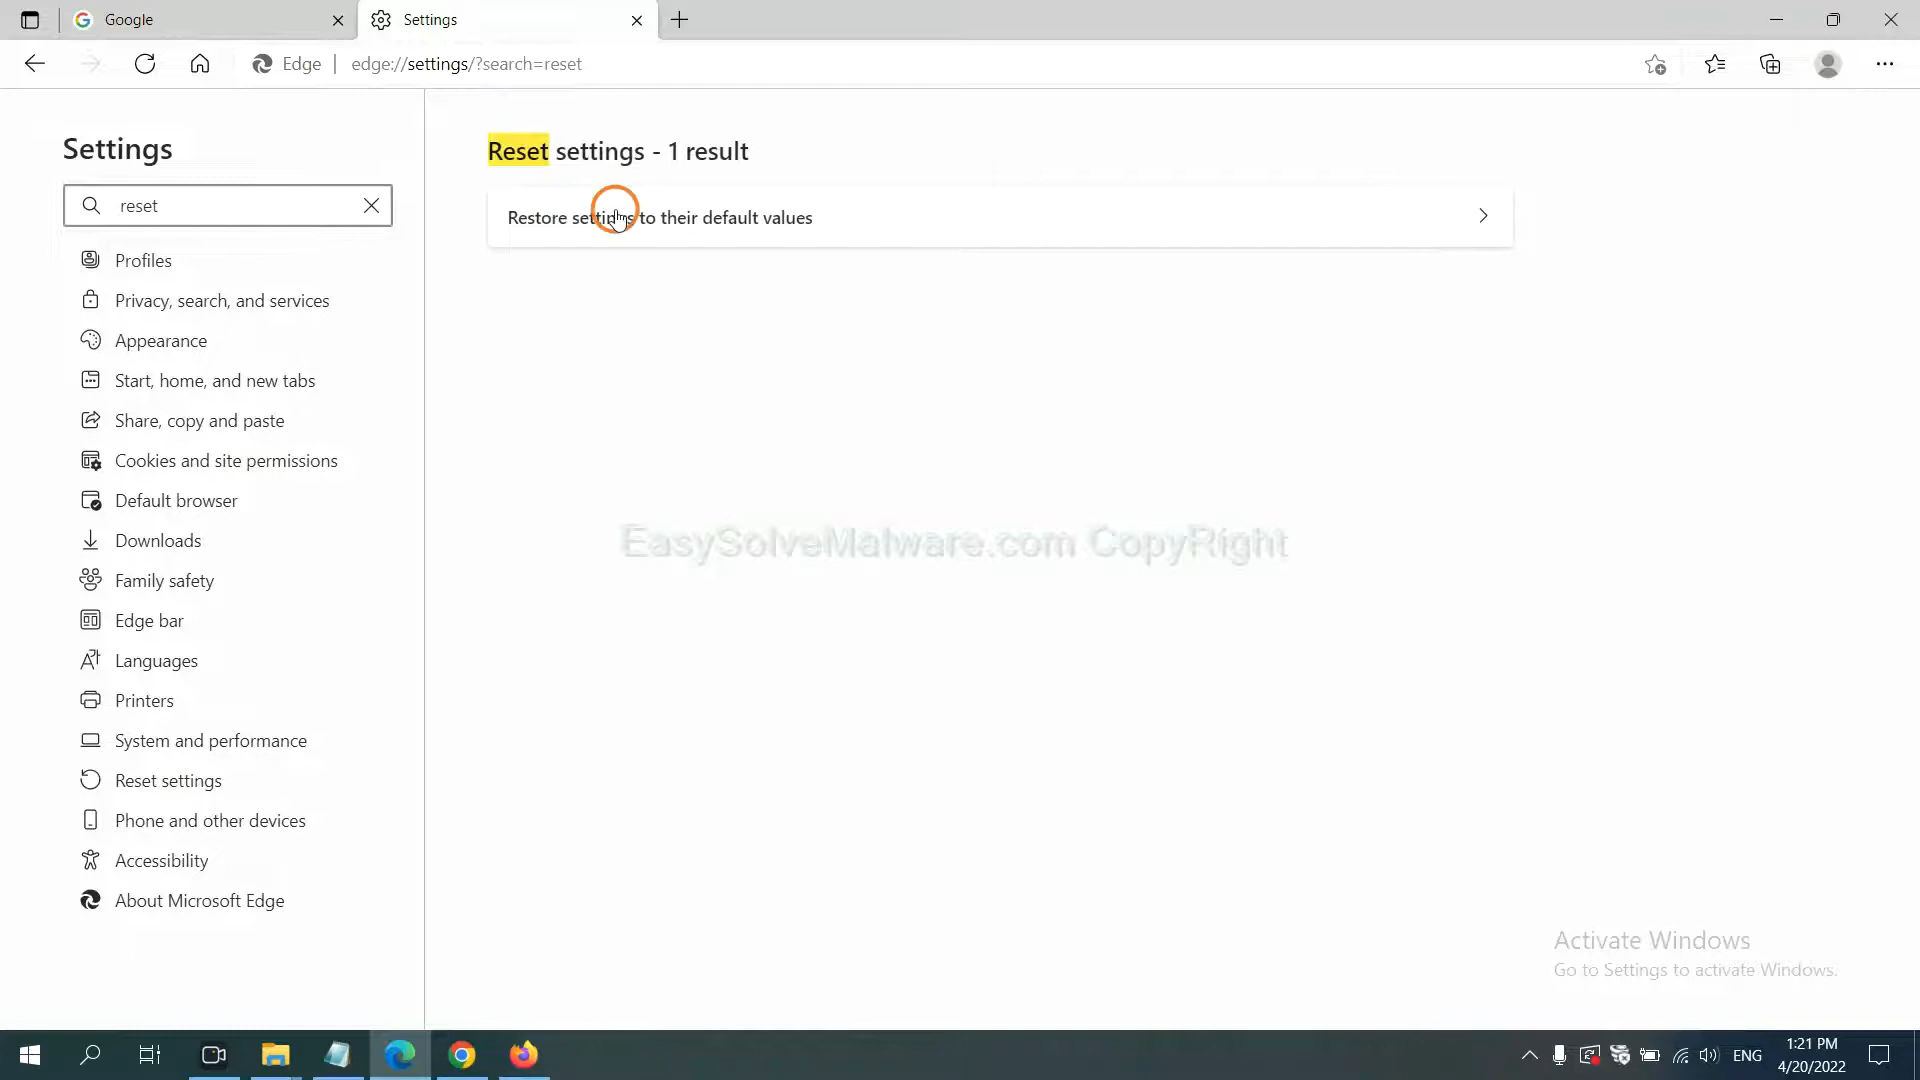 Google
Settings
Edge
edge://settings/?search=reset
Settings
reset
Profiles
Privacy, search, and services
Appearance
Start, home, and new tabs
Share, copy and paste
Cookies and site permissions
Default browser
Downloads
Family safety
Edge bar
Languages
Printers
System and performance
Reset settings
Phone and other devices
Accessibility
About Microsoft Edge
Reset settings - 1 result
Restore settings to their default values
EasySolveMalware.com CopyRight
Activate Windows
Go to Settings to activate Windows.
ENG
1:21 PM
4/20/2022